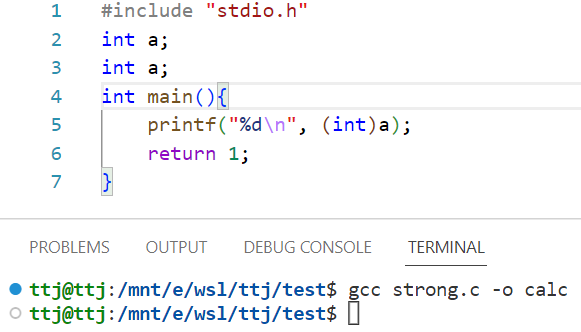 1 #include "stdio.h"
2 int a;
3 int a;
4 int main(){
5     printf("%d\n", (int)a);
6     return 1;
7 }
PROBLEMS OUTPUT DEBUG CONSOLE TERMINAL
ttj@ttj:/mnt/e/wsl/ttj/test$ gcc strong.c -o calc
ttj@ttj:/mnt/e/wsl/ttj/test$